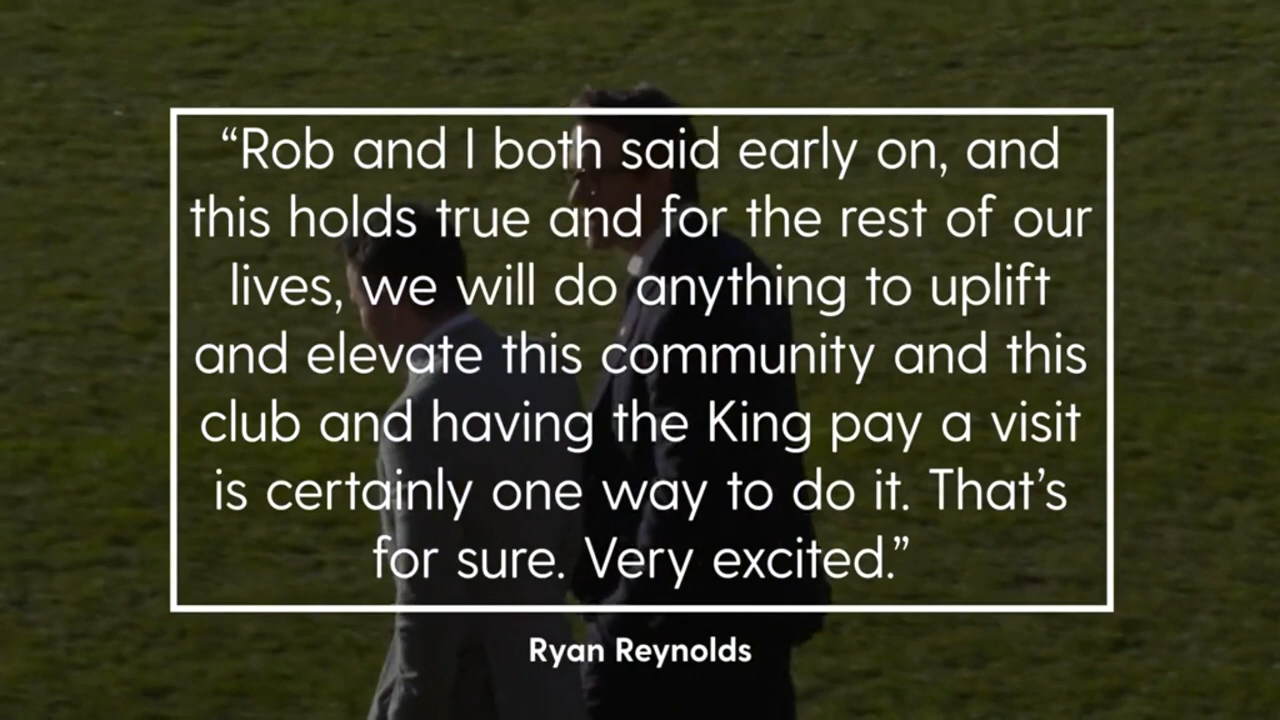 “Rob and I both said early on, and
this holds true and for the rest of our
lives, we will do anything to uplift
and elevate this community and this
club and having the King pay a visit
is certainly one way to do it. That’s
for sure. Very excited.”
Ryan Reynolds